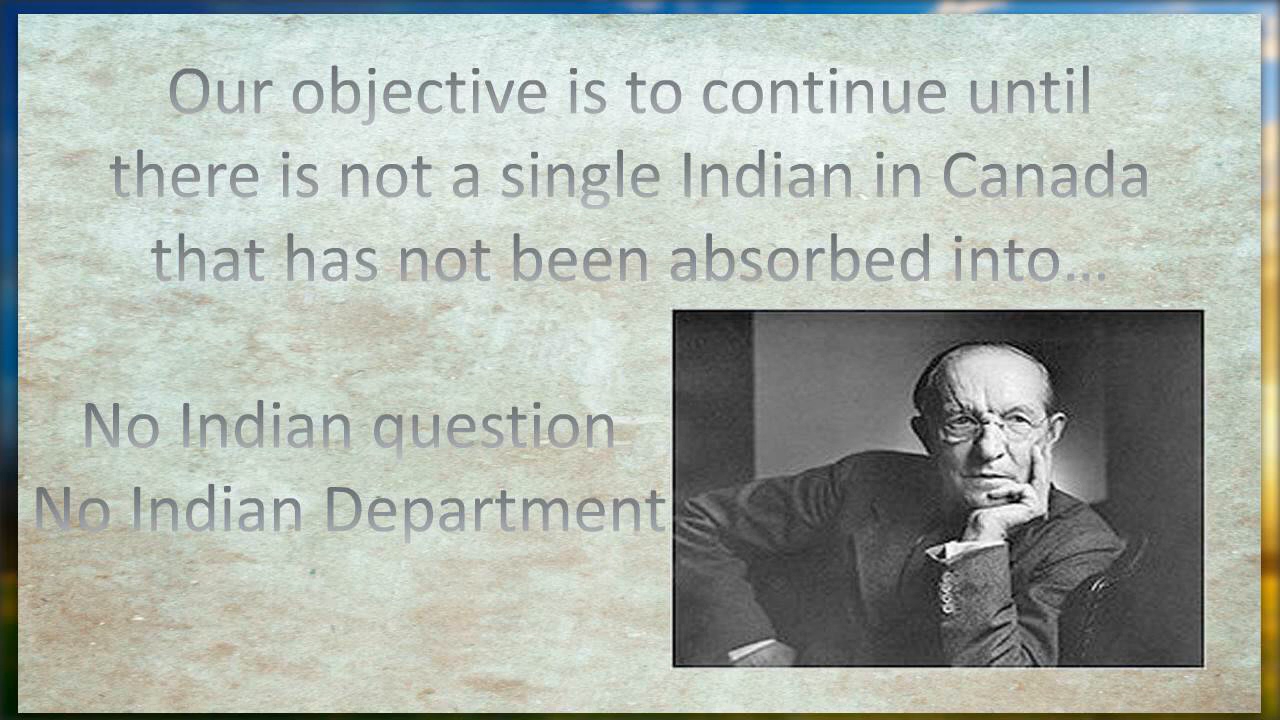 Our objective is to continue until
there is not a single Indian in Canada
that has not been absorbed into...
No Indian question
No Indian Department